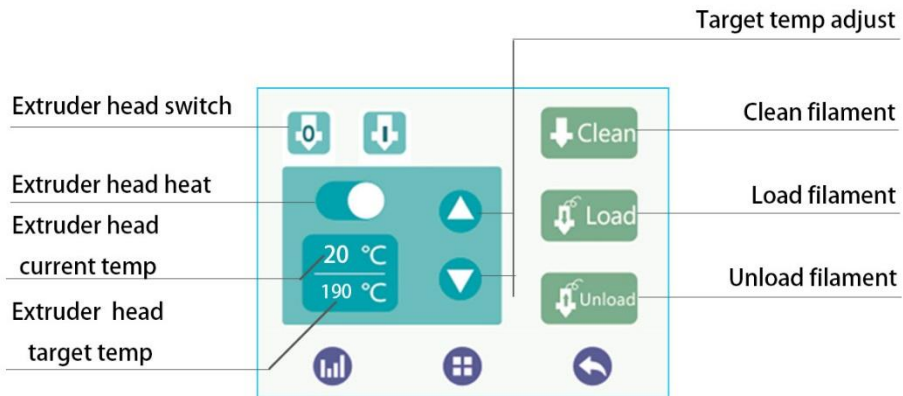 Target temp adjust
Extruder head switch
0
I
Clean
Clean filament
Extruder head heat
Load
Load filament
Extruder head
current temp
20 °C
190 °C
Unload
Unload filament
Extruder head
target temp